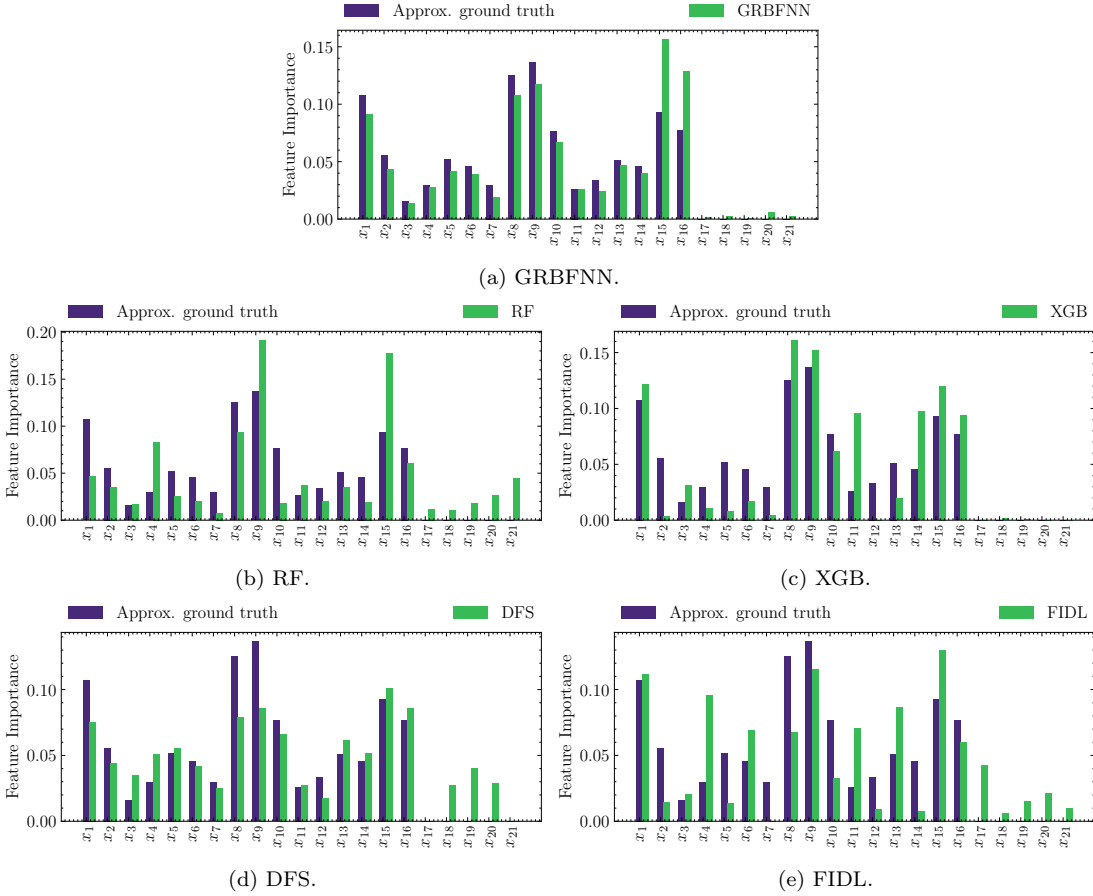 Approx. ground truth GRBFNN
Feature Importance
0.15
0.10
0.05
0.00
x1 x2 x3 x4 x5 x6 x7 x8 x9 x10 x11 x12 x13 x14 x15 x16 x17 x18 x19 x20 x21
(a) GRBFNN.
Approx. ground truth RF
Feature Importance
0.20
0.15
0.10
0.05
0.00
x1 x2 x3 x4 x5 x6 x7 x8 x9 x10 x11 x12 x13 x14 x15 x16 x17 x18 x19 x20 x21
(b) RF.
Approx. ground truth XGB
Feature Importance
0.15
0.10
0.05
0.00
x1 x2 x3 x4 x5 x6 x7 x8 x9 x10 x11 x12 x13 x14 x15 x16 x17 x18 x19 x20 x21
(c) XGB.
Approx. ground truth DFS
Feature Importance
0.10
0.05
0.00
x1 x2 x3 x4 x5 x6 x7 x8 x9 x10 x11 x12 x13 x14 x15 x16 x17 x18 x19 x20 x21
(d) DFS.
Approx. ground truth FIDL
Feature Importance
0.10
0.05
0.00
x1 x2 x3 x4 x5 x6 x7 x8 x9 x10 x11 x12 x13 x14 x15 x16 x17 x18 x19 x20 x21
(e) FIDL.